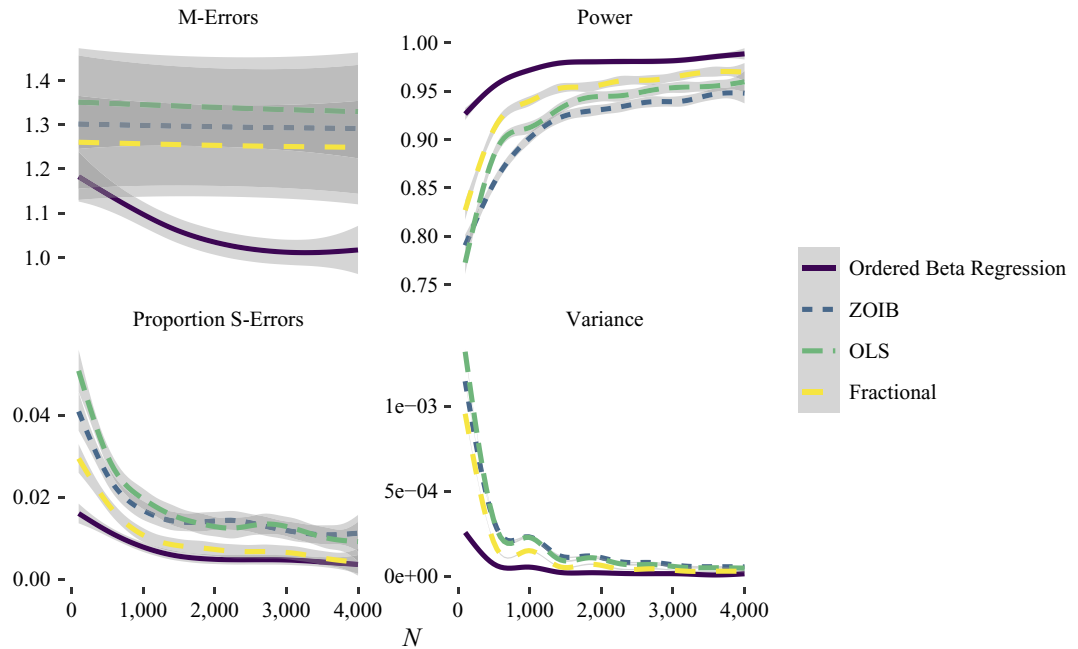 M-Errors
Power
1.4
1.3
1.2
1.1
1.0
1.00
0.95
0.90
0.85
0.80
0.75
Ordered Beta Regression
ZOIB
OLS
Fractional
Proportion S-Errors
Variance
0.04
0.02
0.00
1e−03
5e−04
0e+00
0 1,000 2,000 3,000 4,000
0 1,000 2,000 3,000 4,000
N